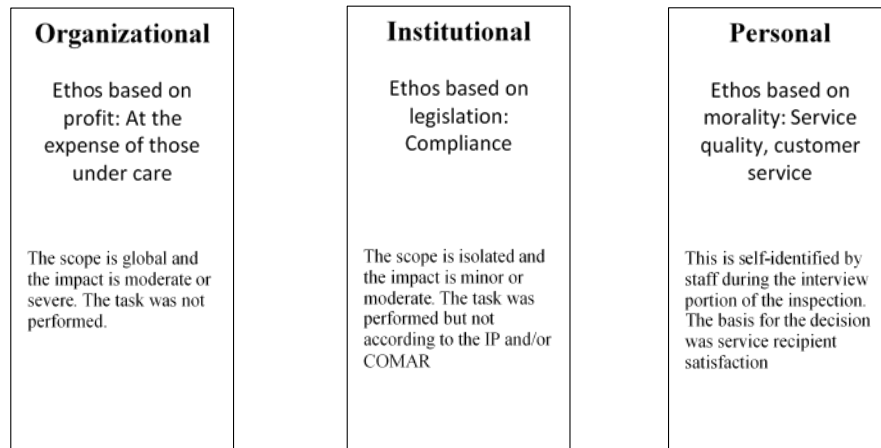 Organizational
Ethos based on
profit: At the
expense of those
under care
The scope is global and
the impact is moderate or
severe. The task was not
performed.
Institutional
Ethos based on
legislation:
Compliance
The scope is isolated and
the impact is minor or
moderate. The task was
performed but not
according to the IP and/or
COMAR
Personal
Ethos based on
morality: Service
quality, customer
service
This is self-identified by
staff during the interview
portion of the inspection.
The basis for the decision
was service recipient
satisfaction